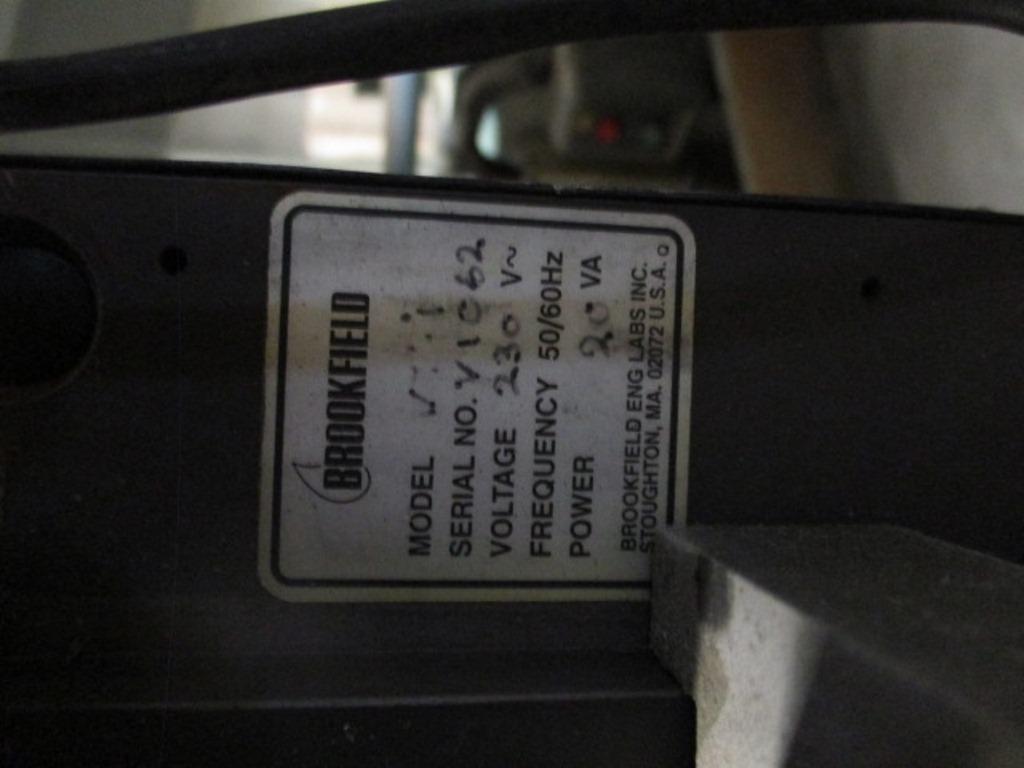 BROOKFIELD
MODEL
SERIAL NO. V1C62
VOLTAGE 230 V~
FREQUENCY 50/60Hz
POWER 20 VA
BROOKFIELD ENG LABS INC.
STOUGHTON, MA. 02072 U.S.A.